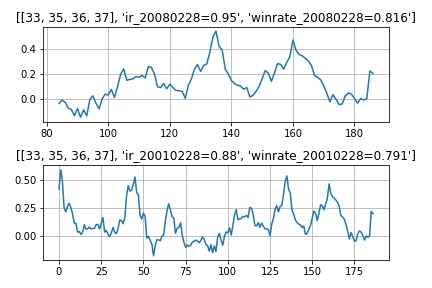 [[33, 35, 36, 37], 'ir_20080228=0.95', 'winrate_20080228=0.816']
0.4
0.2
0.0
80 100 120 140 160 180
[[33, 35, 36, 37], 'ir_20010228=0.88', 'winrate_20010228=0.791']
0.50
0.25
0.00
0 25 50 75 100 125 150 175